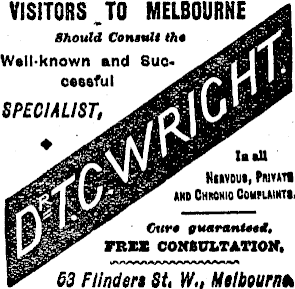 VISITORS TO MELBOURNE
Should Consult the
Well-known and Suc-
cessful
SPECIALIST,
DR. T.C WRIGHT.
In all
NERVOUS, PRIVATE
AND CHRONIC COMPLAINTS.
Cure guaranteed,
FREE CONSULTATION,
53 Flinders St. W., Melbourne